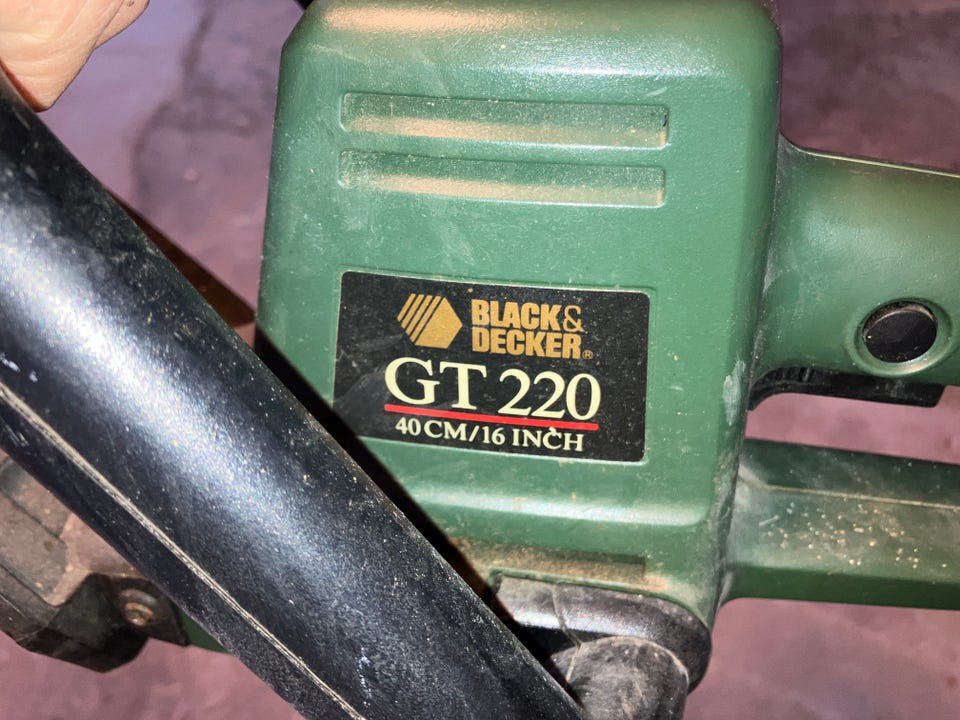 BLACK&
DECKER®
GT 220
40 CM/16 INCH